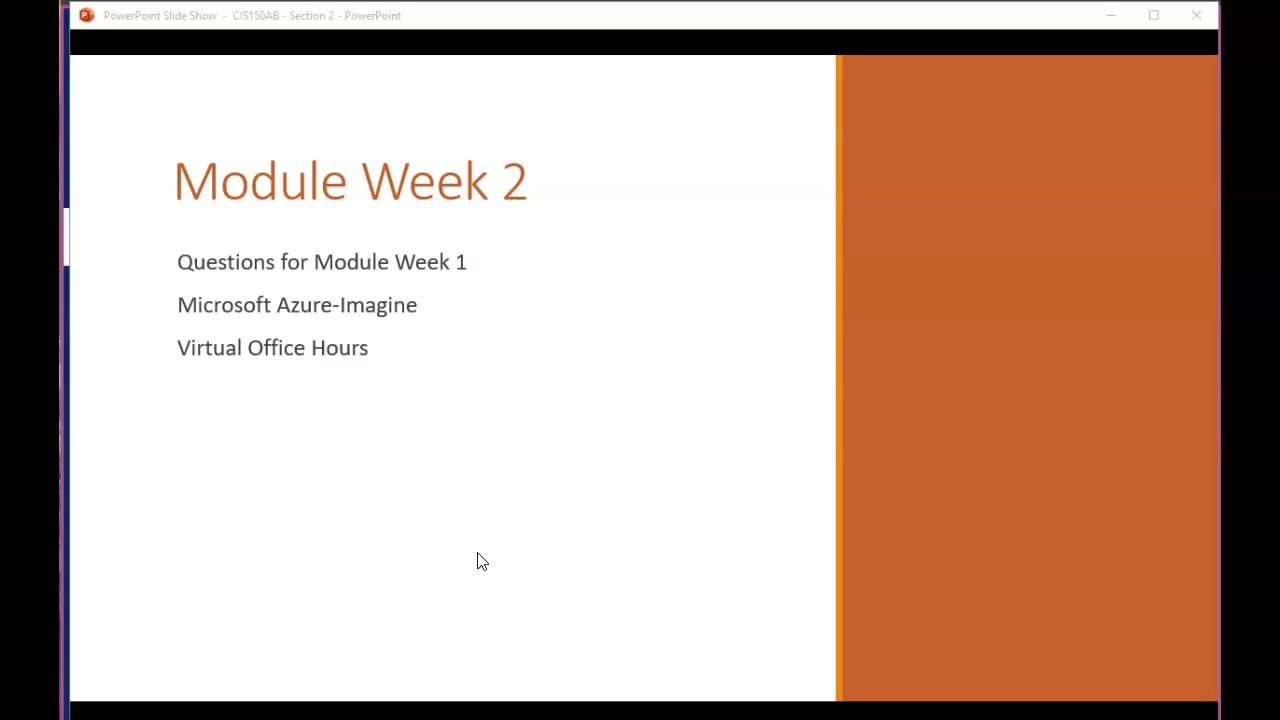 PowerPoint Slide Show - CIS150AB - Section 2 - PowerPoint
Module Week 2
Questions for Module Week 1
Microsoft Azure-Imagine
Virtual Office Hours